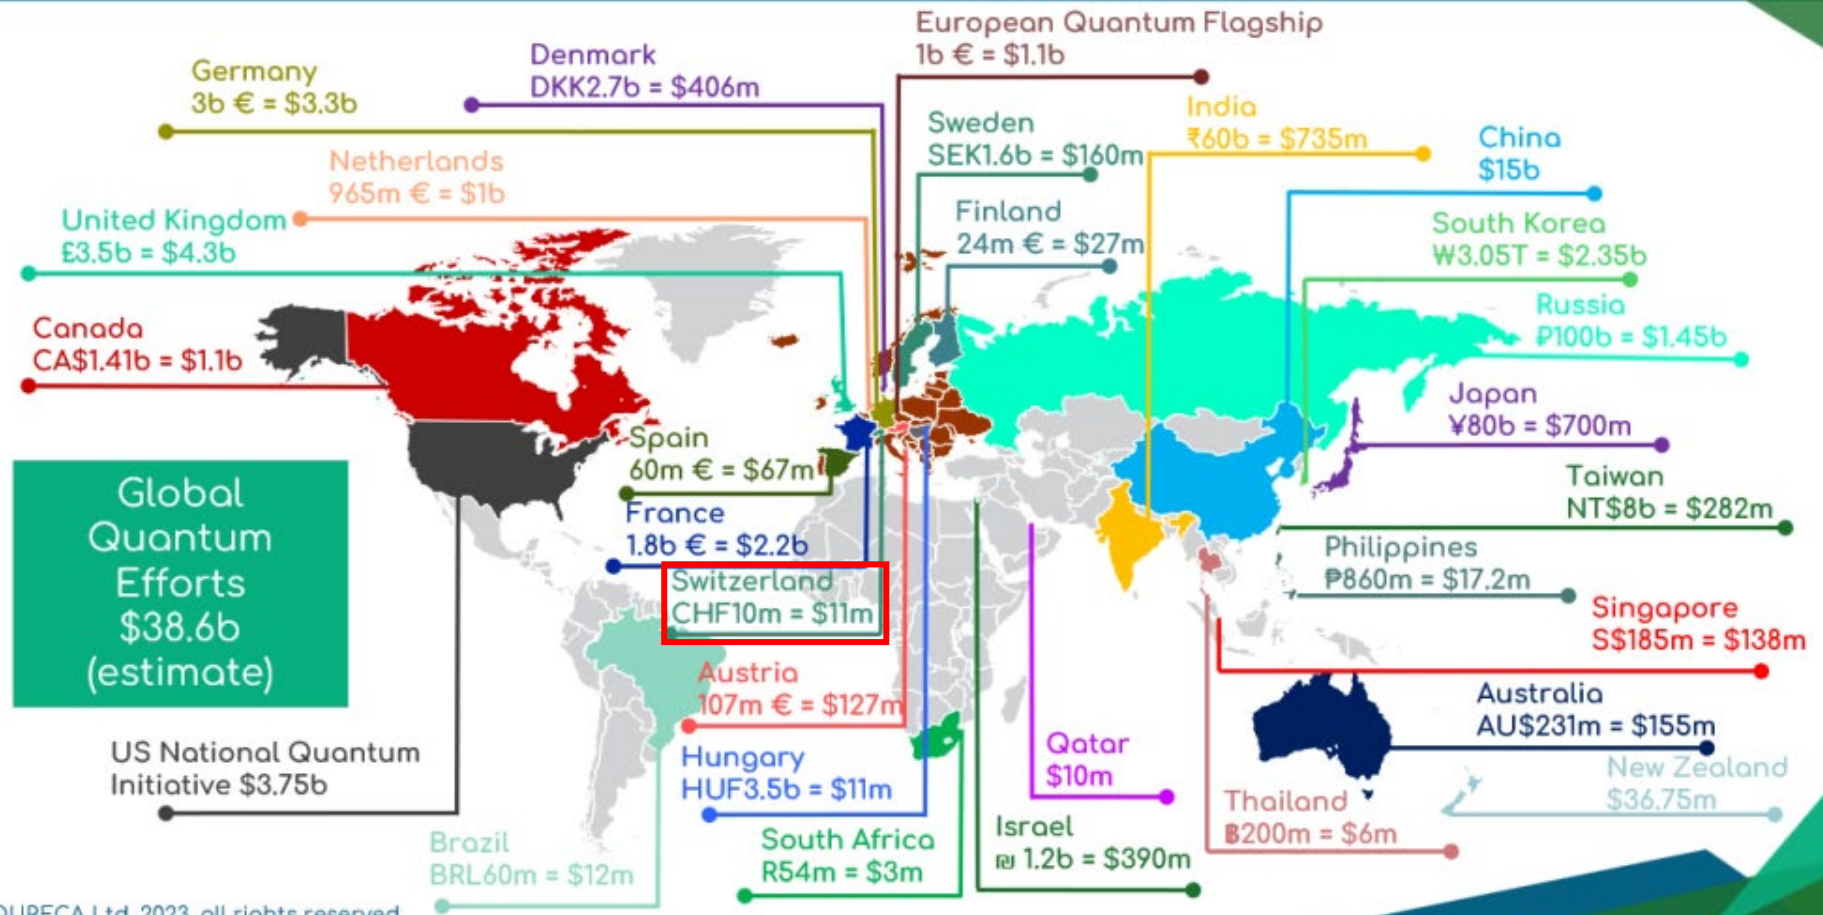 European Quantum Flagship
1b € = $1.1b
Denmark
DKK2.7b = $406m
Germany
3b € = $3.3b
India
₹60b = $735m
Sweden
SEK1.6b = $160m
China
$15b
Netherlands
965m € = $1b
United Kingdom
£3.5b = $4.3b
Finland
24m € = $27m
South Korea
₩3.05T = $2.35b
Russia
₽100b = $1.45b
Canada
CA$1.41b = $1.1b
Japan
¥80b = $700m
Spain
60m € = $67m
Taiwan
NT$8b = $282m
Global
Quantum
Efforts
$38.6b
(estimate)
France
1.8b € = $2.2b
Philippines
₱860m = $17.2m
Switzerland
CHF10m = $11m
Singapore
S$185m = $138m
Austria
107m € = $127m
Australia
AU$231m = $155m
US National Quantum
Initiative $3.75b
Qatar
$10m
Hungary
HUF3.5b = $11m
New Zealand
$36.75m
Thailand
฿200m = $6m
Israel
₪ 1.2b = $390m
South Africa
R54m = $3m
Brazil
BRL60m = $12m
QURECA Ltd. 2023, all rights reserved